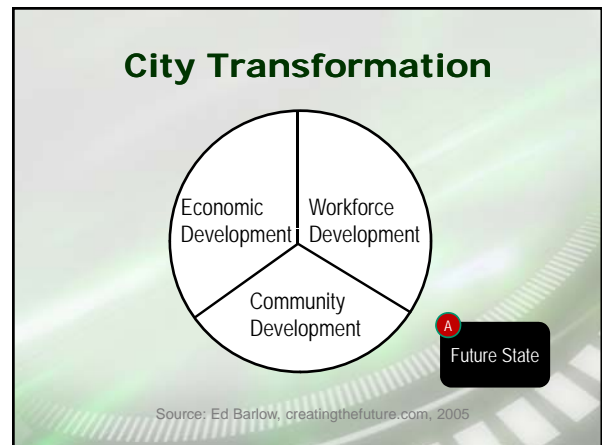 City Transformation
Economic
Development
Workforce
Development
Community
Development
A
Future State
Source: Ed Barlow, creatingthefuture.com, 2005